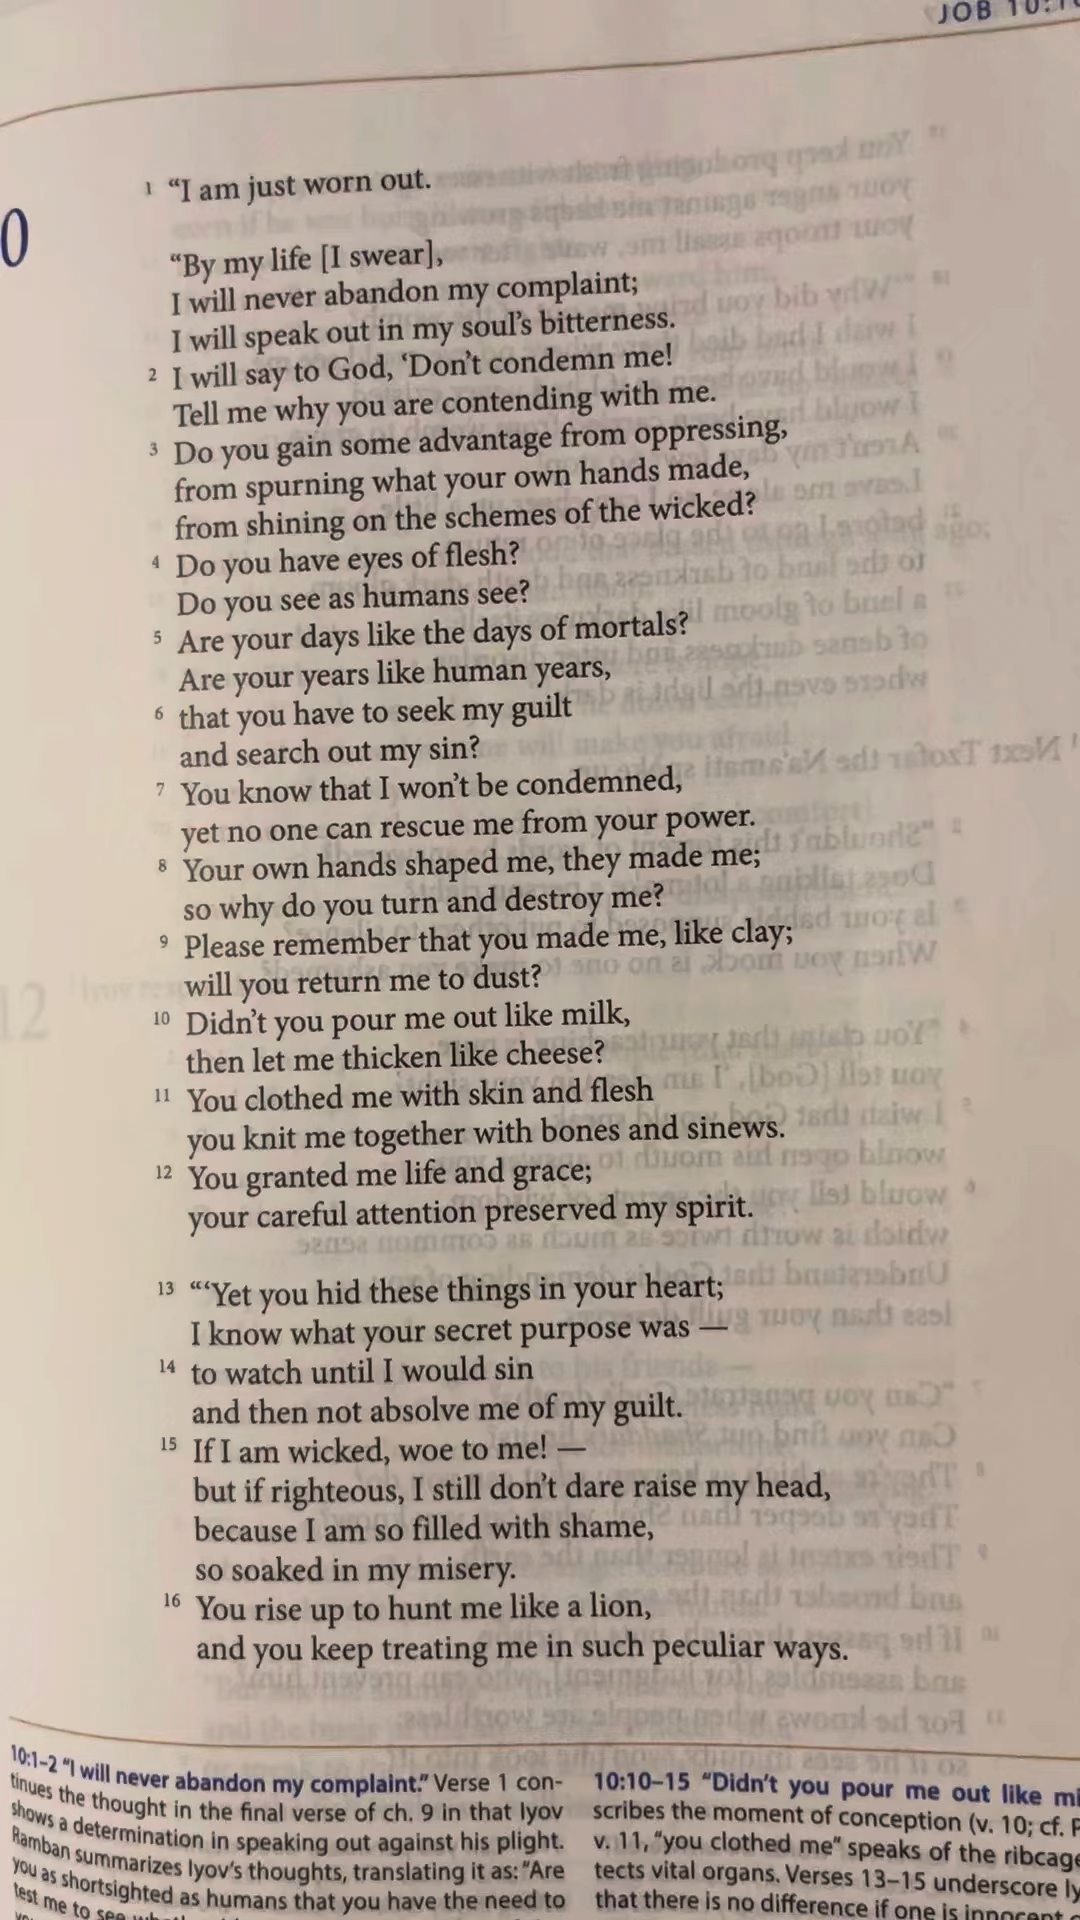 JOB 10:1
0
1 “I am just worn out.
“By my life [I swear],
I will never abandon my complaint;
I will speak out in my soul’s bitterness.
2 I will say to God, ‘Don’t condemn me!
Tell me why you are contending with me.
3 Do you gain some advantage from oppressing,
from spurning what your own hands made,
from shining on the schemes of the wicked?
4 Do you have eyes of flesh?
Do you see as humans see?
5 Are your days like the days of mortals?
Are your years like human years,
6 that you have to seek my guilt
and search out my sin?
7 You know that I won’t be condemned,
yet no one can rescue me from your power.
8 Your own hands shaped me, they made me;
so why do you turn and destroy me?
9 Please remember that you made me, like clay;
will you return me to dust?
10 Didn’t you pour me out like milk,
then let me thicken like cheese?
11 You clothed me with skin and flesh
you knit me together with bones and sinews.
12 You granted me life and grace;
your careful attention preserved my spirit.
13 “‘Yet you hid these things in your heart;
I know what your secret purpose was —
14 to watch until I would sin
and then not absolve me of my guilt.
15 If I am wicked, woe to me! —
but if righteous, I still don’t dare raise my head,
because I am so filled with shame,
so soaked in my misery.
16 You rise up to hunt me like a lion,
and you keep treating me in such peculiar ways.
10:1–2 “I will never abandon my complaint.” Verse 1 con-
tinues the thought in the final verse of ch. 9 in that Iyov
shows a determination in speaking out against his plight.
Ramban summarizes Iyov’s thoughts, translating it as: “Are
you as shortsighted as humans that you have the need to
test me to see
10:10–15 “Didn’t you pour me out like mi
scribes the moment of conception (v. 10; cf. P
v. 11, “you clothed me” speaks of the ribcage
tects vital organs. Verses 13–15 underscore Iy
that there is no difference if one is innocent